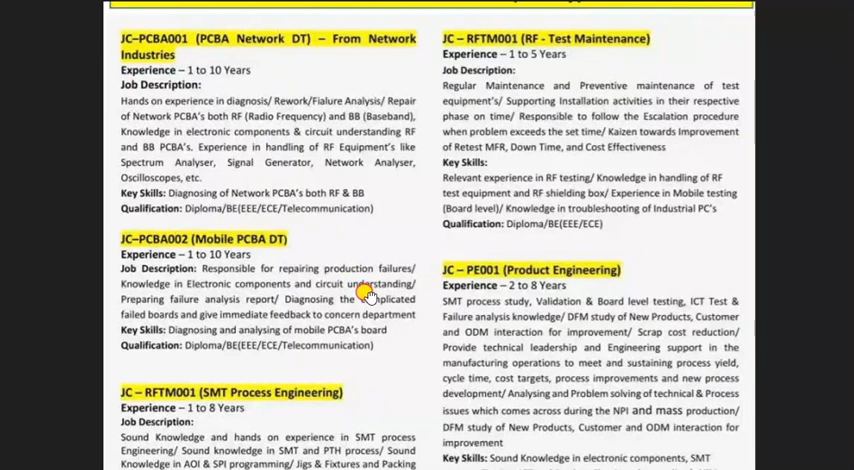 JC–PCBA001 (PCBA Network DT) – From Network
Industries
Experience – 1 to 10 Years
Job Description:
Hands on experience in diagnosis/ Rework/Fialure Analysis/ Repair
of Network PCBA's both RF (Radio Frequency) and BB (Baseband),
Knowledge in electronic components & circuit understanding RF
and BB PCBA's. Experience in handling of RF Equipment's like
Spectrum Analyser, Signal Generator, Network Analyser,
Oscilloscopes, etc.
Key Skills: Diagnosing of Network PCBA's both RF & BB
Qualification: Diploma/BE(EEE/ECE/Telecommunication)
JC–PCBA002 (Mobile PCBA DT)
Experience – 1 to 10 Years
Job Description: Responsible for repairing production failures/
Knowledge in Electronic components and circuit understanding/
Preparing failure analysis report/ Diagnosing the complicated
failed boards and give immediate feedback to concern department
Key Skills: Diagnosing and analysing of mobile PCBA's board
Qualification: Diploma/BE(EEE/ECE/Telecommunication)
JC – RFTM001 (SMT Process Engineering)
Experience – 1 to 8 Years
Job Description:
Sound Knowledge and hands on experience in SMT process
Engineering/ Sound knowledge in SMT and PTH process/ Sound
Knowledge in AOI & SPI programming/ Jigs & Fixtures and Packing
JC – RFTM001 (RF - Test Maintenance)
Experience – 1 to 5 Years
Job Description:
Regular Maintenance and Preventive maintenance of test
equipment's/ Supporting Installation activities in their respective
phase on time/ Responsible to follow the Escalation procedure
when problem exceeds the set time/ Kaizen towards Improvement
of Retest MFR, Down Time, and Cost Effectiveness
Key Skills:
Relevant experience in RF testing/ Knowledge in handling of RF
test equipment and RF shielding box/ Experience in Mobile testing
(Board level)/ Knowledge in troubleshooting of Industrial PC's
Qualification: Diploma/BE(EEE/ECE)
JC – PE001 (Product Engineering)
Experience – 2 to 8 Years
SMT process study, Validation & Board level testing, ICT Test &
Failure analysis knowledge/ DFM study of New Products, Customer
and ODM interaction for improvement/ Scrap cost reduction/
Provide technical leadership and Engineering support in the
manufacturing operations to meet and sustaining process yield,
cycle time, cost targets, process improvements and new process
development/ Analysing and Problem solving of technical & Process
issues which comes across during the NPI and mass production/
DFM study of New Products, Customer and ODM interaction for
improvement
Key Skills: Sound Knowledge in electronic components, SMT